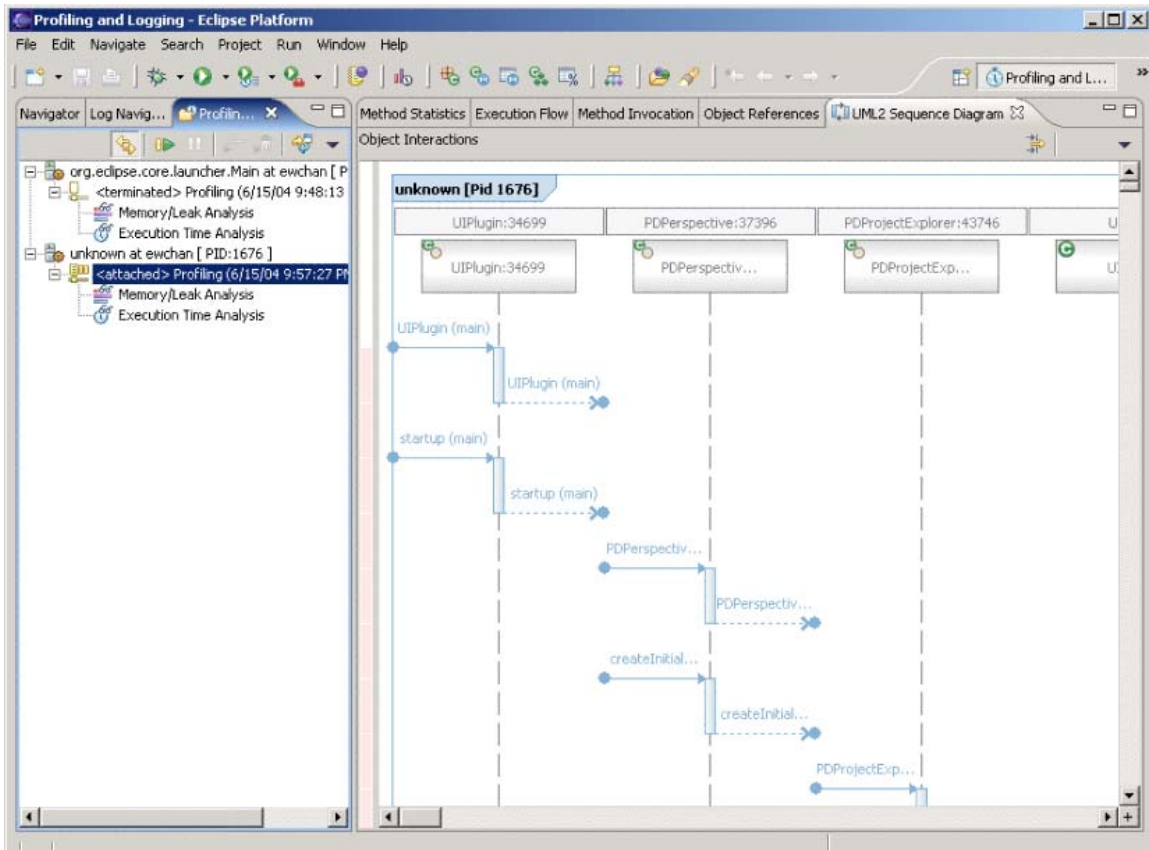 Profiling and Logging - Eclipse Platform
File Edit Navigate Search Project Run Window Help
Profiling and L... »
Navigator Log Navig... Profilin...
Method Statistics Execution Flow Method Invocation Object References UML2 Sequence Diagram
Object Interactions
org.eclipse.core.launcher.Main at ewchan [ P
<terminated> Profiling (6/15/04 9:48:13
Memory/Leak Analysis
Execution Time Analysis
unknown at ewchan [ PID:1676 ]
<attached> Profiling (6/15/04 9:57:27 PM
Memory/Leak Analysis
Execution Time Analysis
unknown [Pid 1676]
UIPlugin:34699 PDPerspective:37396 PDProjectExplorer:43746 U
UIPlugin:34699 PDPerspectiv... PDProjectExp... UI
UIPlugin (main)
UIPlugin (main)
startup (main)
startup (main)
PDPerspectiv...
PDPerspectiv...
createInitial...
createInitial...
PDProjectExp...